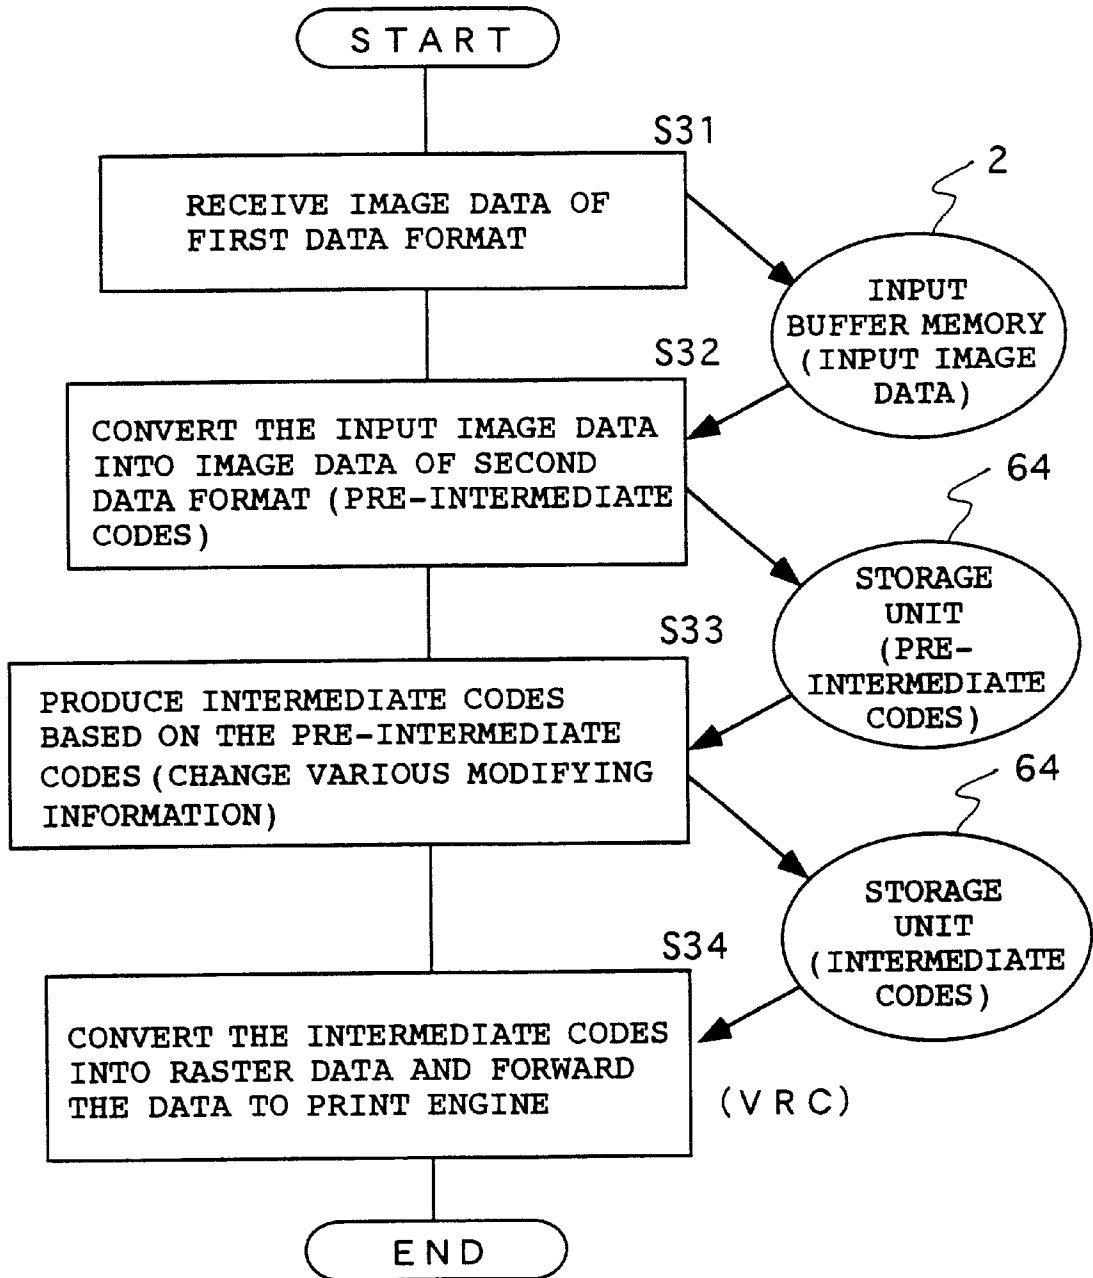 START
S31
RECEIVE IMAGE DATA OF
FIRST DATA FORMAT
2
INPUT
BUFFER MEMORY
(INPUT IMAGE
DATA)
S32
CONVERT THE INPUT IMAGE DATA
INTO IMAGE DATA OF SECOND
DATA FORMAT (PRE-INTERMEDIATE
CODES)
64
STORAGE
UNIT
(PRE-
INTERMEDIATE
CODES)
S33
PRODUCE INTERMEDIATE CODES
BASED ON THE PRE-INTERMEDIATE
CODES (CHANGE VARIOUS MODIFYING
INFORMATION)
64
STORAGE
UNIT
(INTERMEDIATE
CODES)
S34
CONVERT THE INTERMEDIATE CODES
INTO RASTER DATA AND FORWARD
THE DATA TO PRINT ENGINE
(VRC)
END